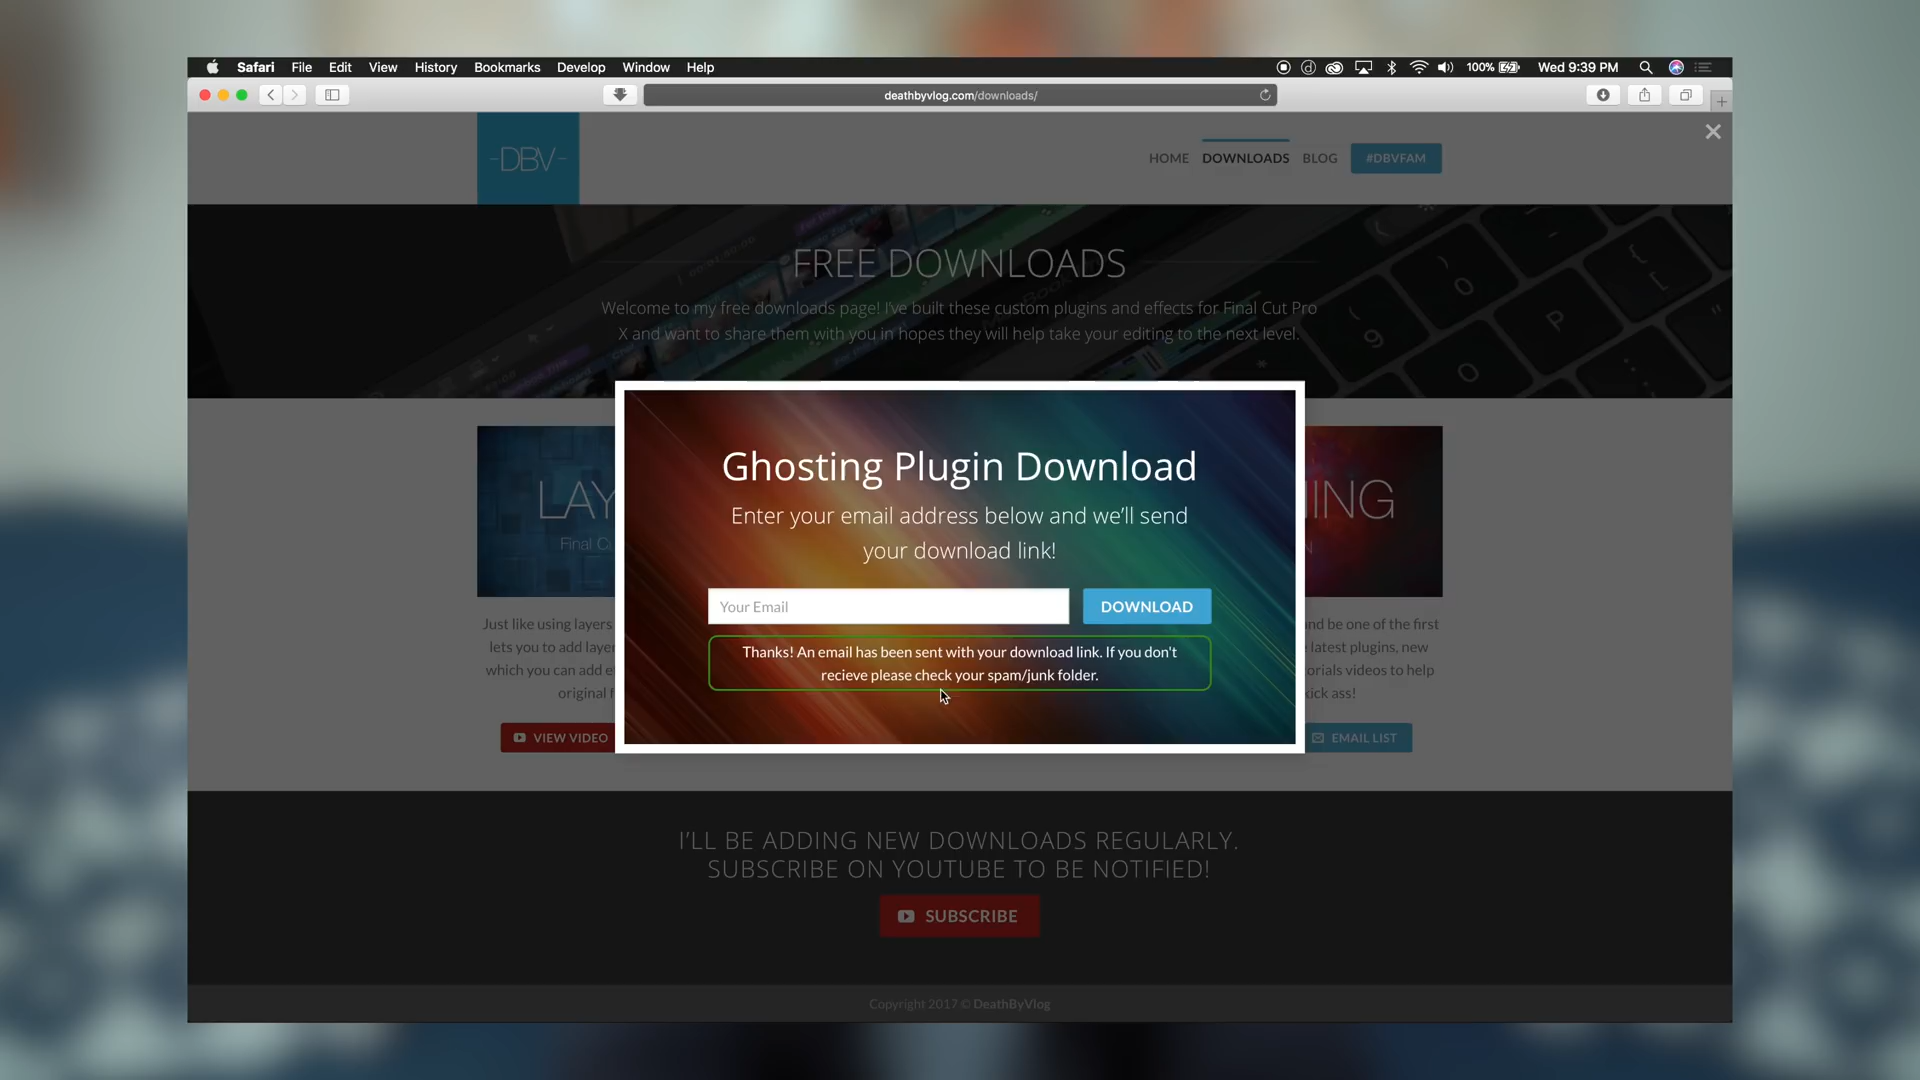 Safari File Edit View History Bookmarks Develop Window Help 100% Wed 9:39 PM
deathbyvlog.com/downloads/
-DBV-
HOME DOWNLOADS BLOG #DBVFAM
FREE DOWNLOADS
Welcome to my free downloads page! I've built these custom plugins and effects for Final Cut Pro
X and want to share them with you in hopes they will help take your editing to the next level.
Ghosting Plugin Download
Enter your email address below and we'll send
your download link!
Your Email DOWNLOAD
Thanks! An email has been sent with your download link. If you don't
recieve please check your spam/junk folder.
Just like using layers
lets you to add
which you can add
original
be one of the first
latest plugins, new
videos to help
kick ass!
VIEW VIDEO
EMAIL LIST
I'LL BE ADDING NEW DOWNLOADS REGULARLY.
SUBSCRIBE ON YOUTUBE TO BE NOTIFIED!
SUBSCRIBE
Copyright 2017 © DeathByVlog